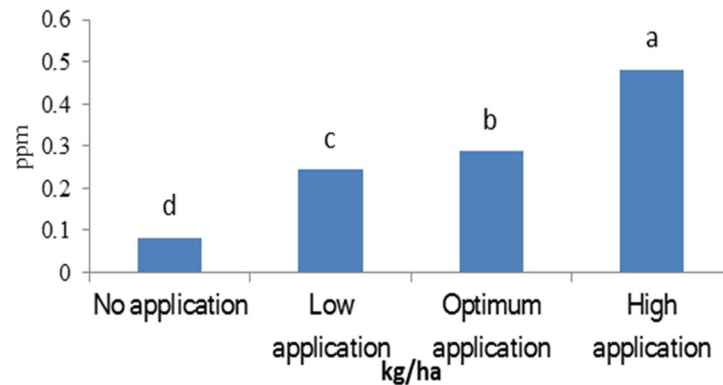 0.6
0.5
0.4
0.3
0.2
0.1
0
ppm
d
c
b
a
No application
Low application
Optimum application
High application
kg/ha